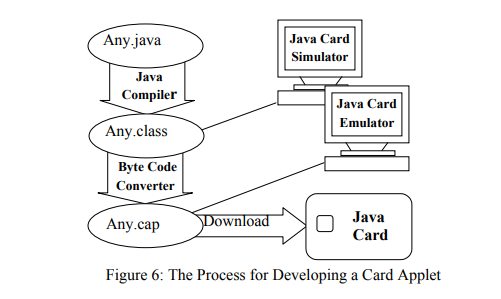 Any.java
Java
Compiler
Any.class
Byte Code
Converter
Any.cap
Download
Java Card
Simulator
Java Card
Emulator
Java
Card
Figure 6: The Process for Developing a Card Applet